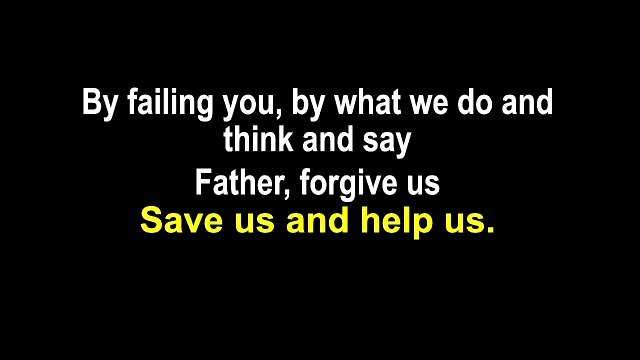 By failing you, by what we do and
think and say
Father, forgive us
Save us and help us.